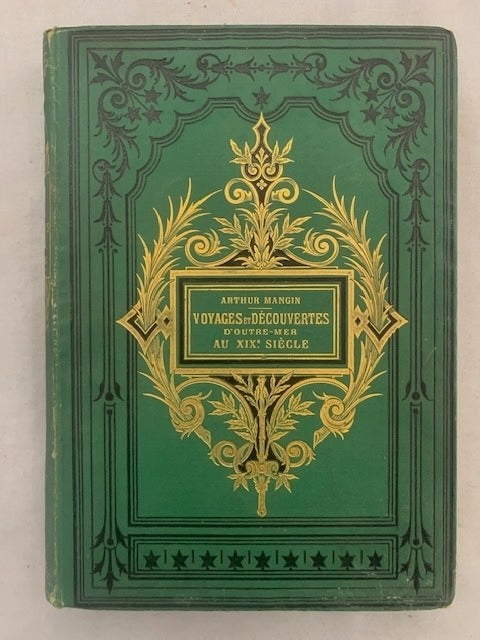 ARTHUR MANGIN
VOYAGES ET DÉCOUVERTES
D'OUTRE-MER
AU XIXE SIÈCLE